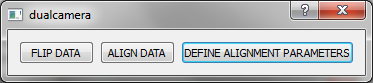 dualcamera
FLIP DATA ALIGN DATA DEFINE ALIGNMENT PARAMETERS